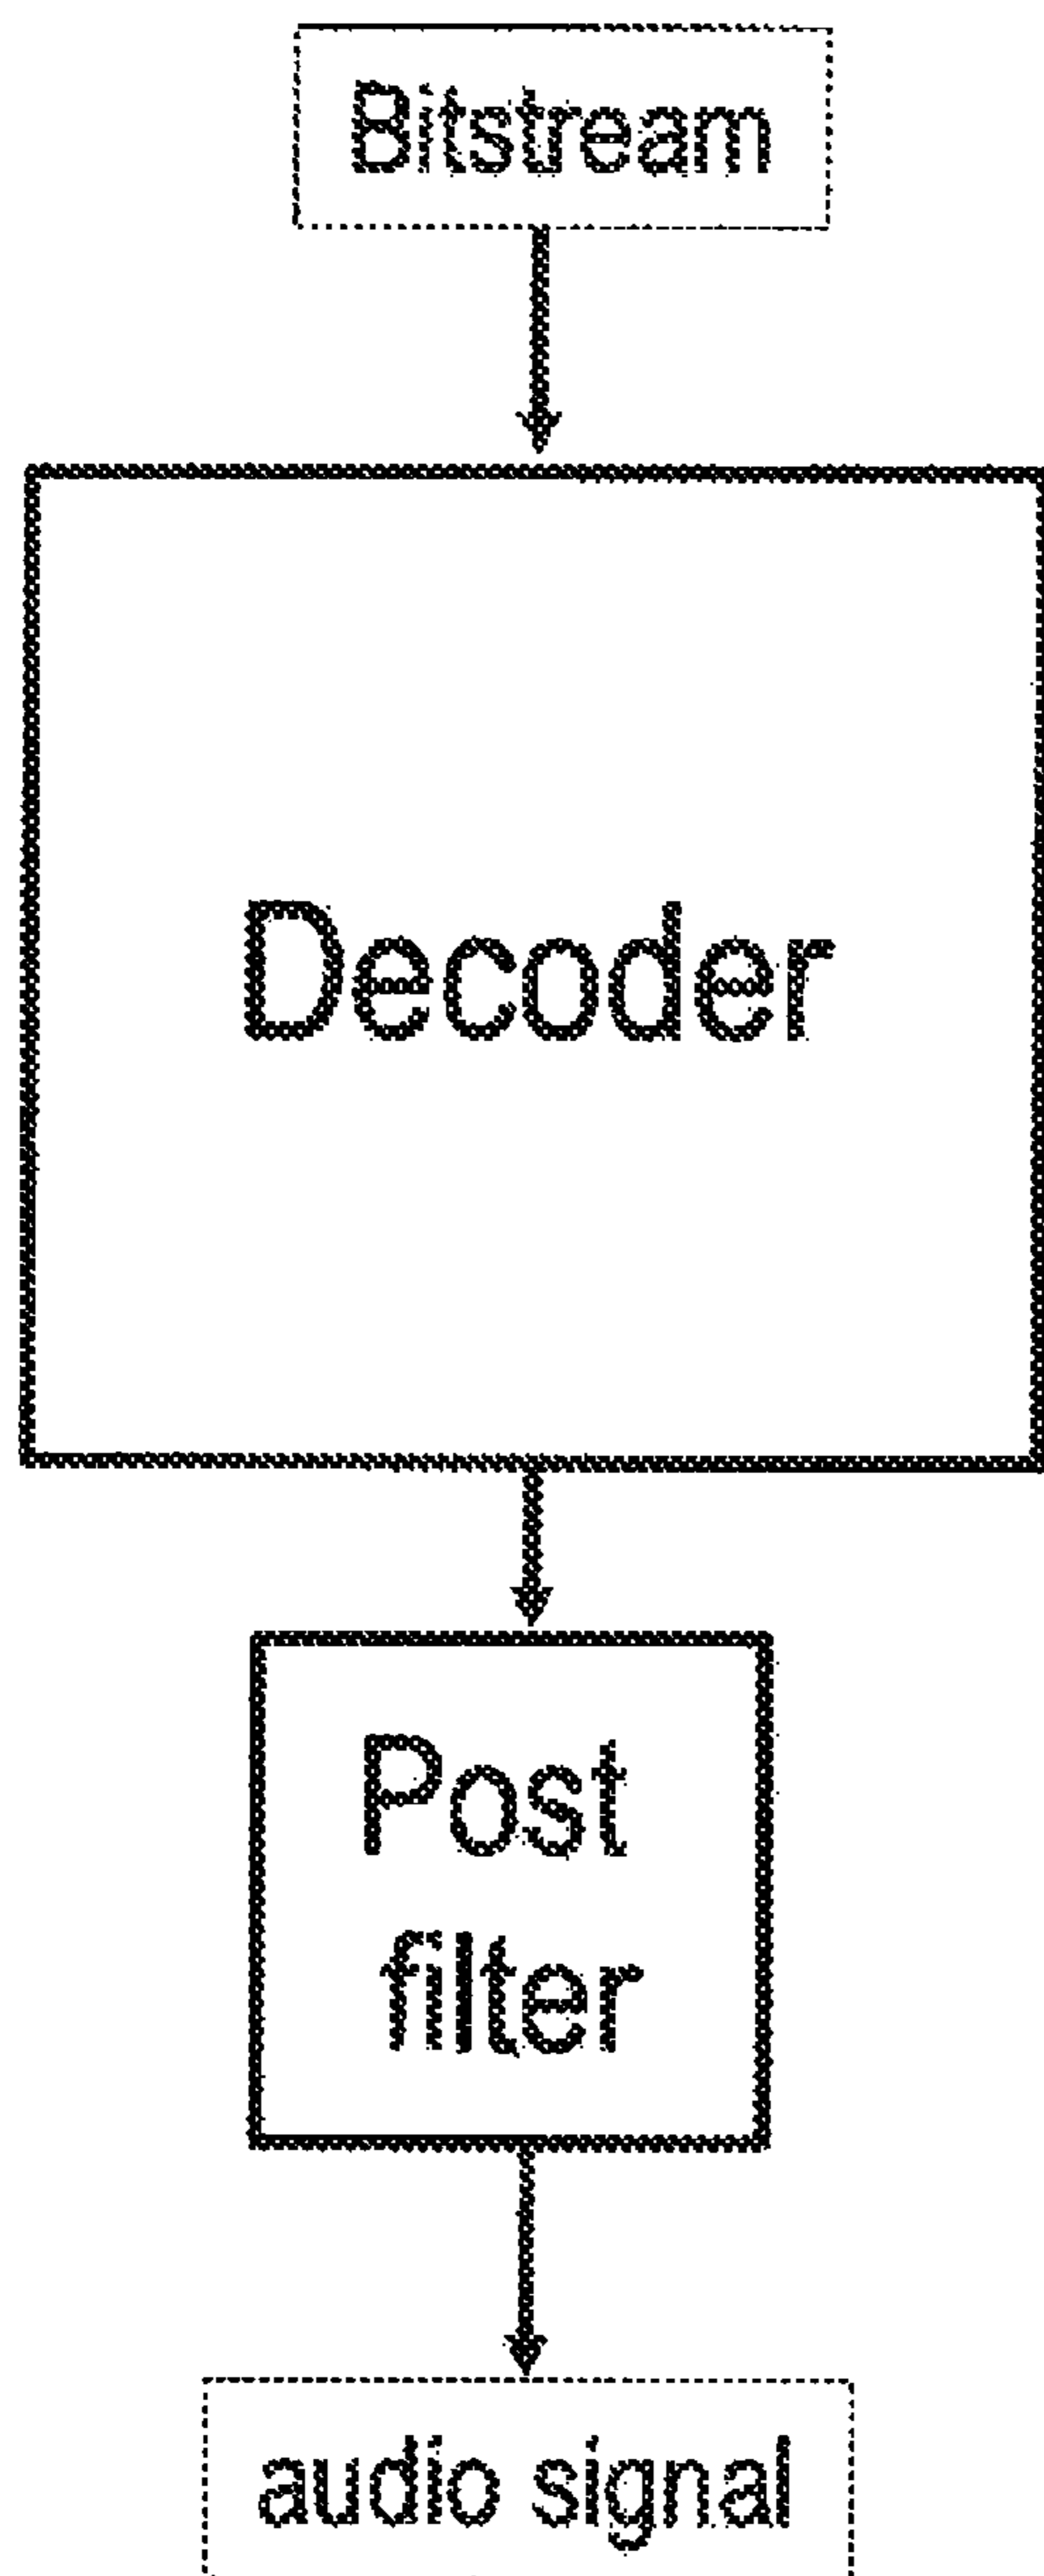 Bitstream
Decoder
Post
filter
audio signal